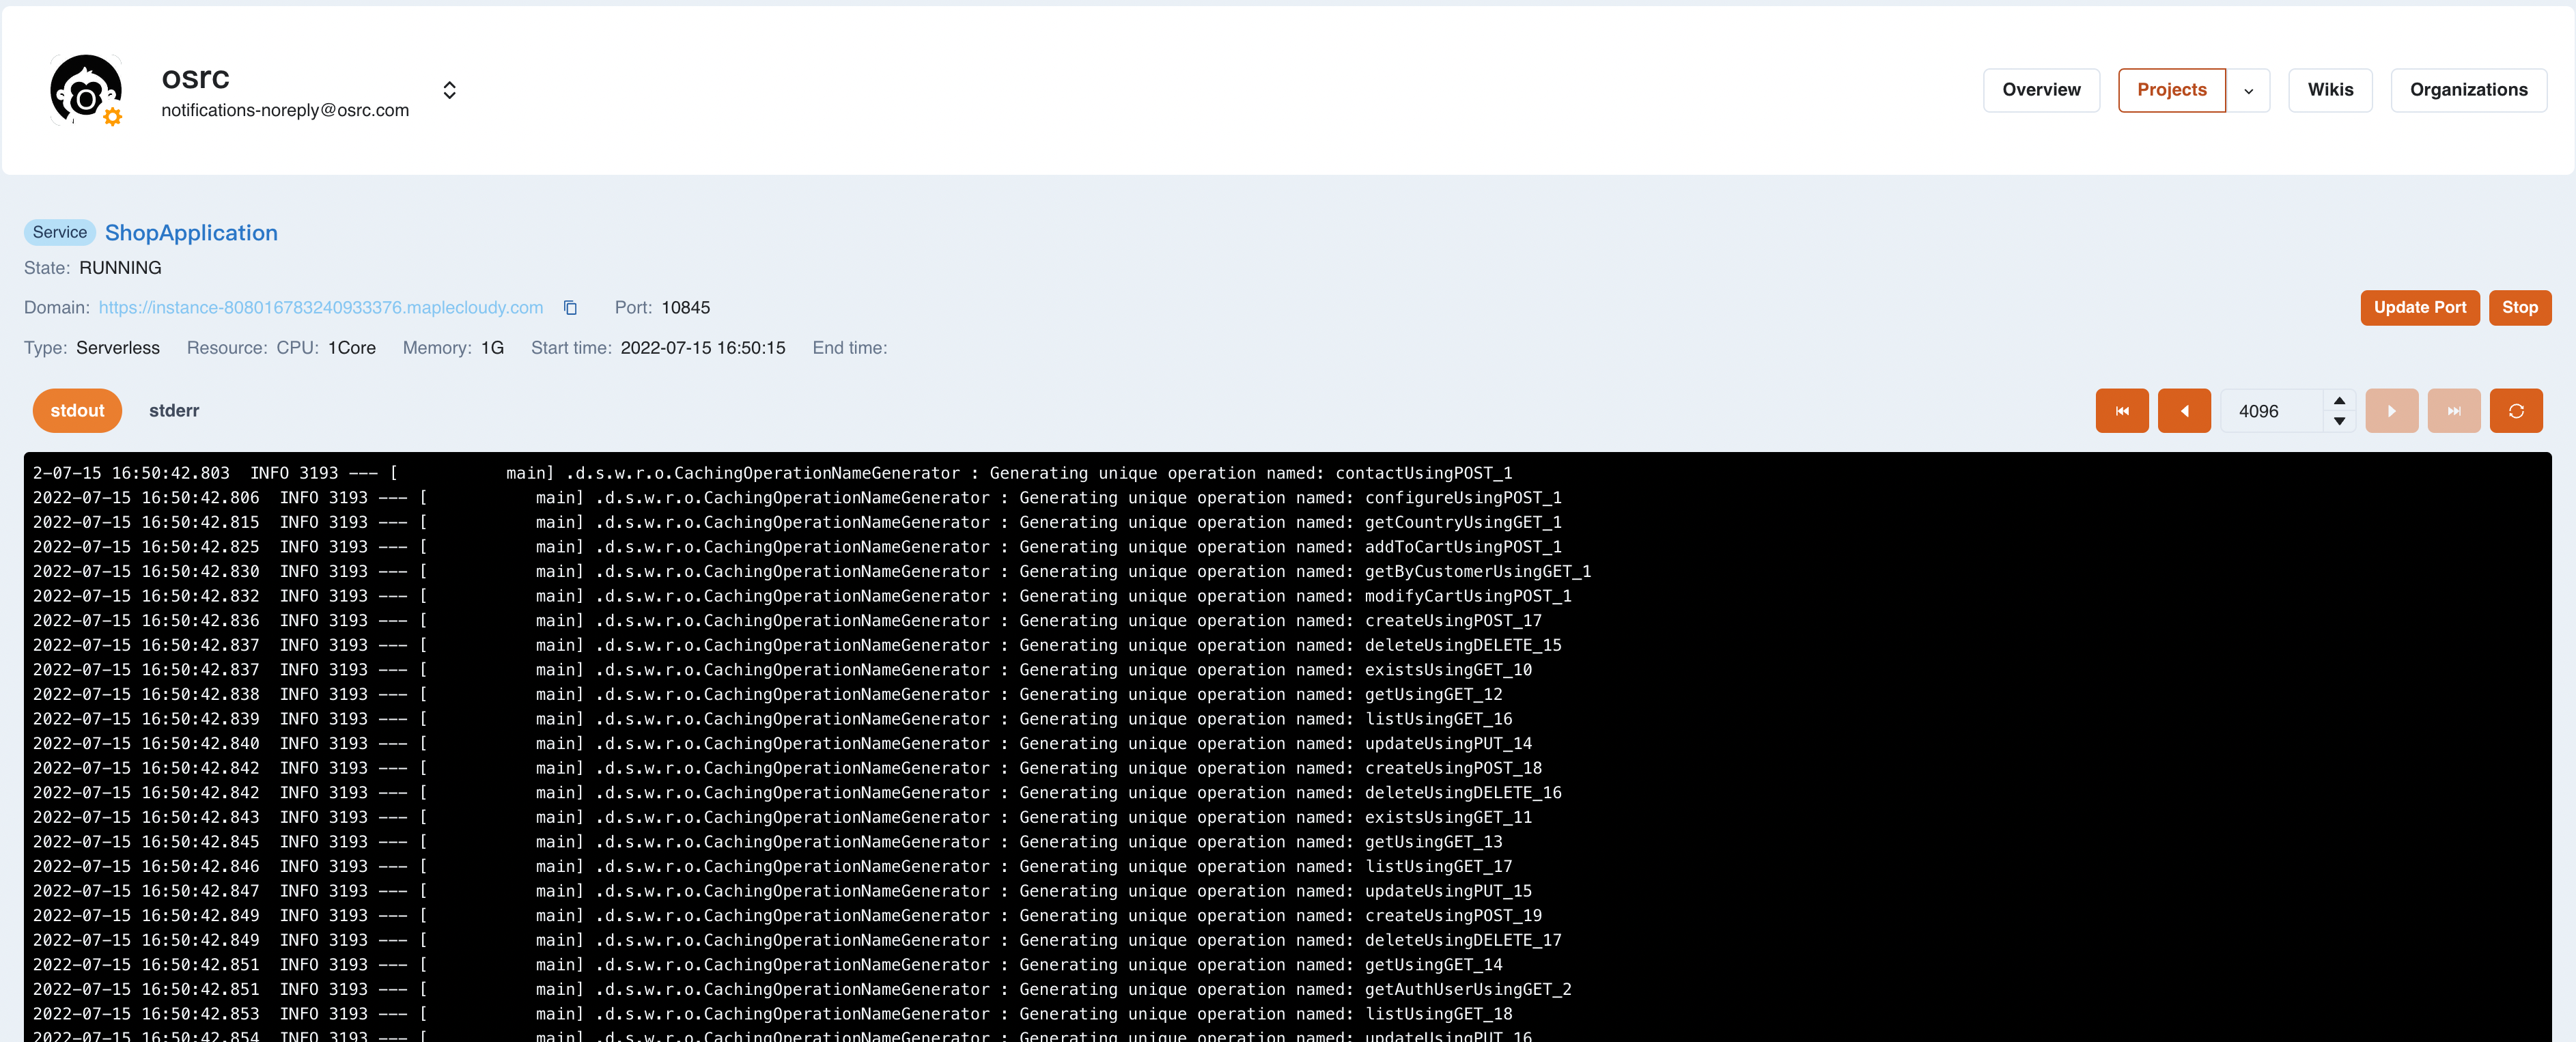 osrc
notifications-noreply@osrc.com
Overview
Projects
Wikis
Organizations
Service ShopApplication
State: RUNNING
Domain: https://instance-808016783240933376.maplecloudy.com Port: 10845
Update Port
Stop
Type: Serverless Resource: CPU: 1Core Memory: 1G Start time: 2022-07-15 16:50:15 End time:
stdout
stderr
4096
2-07-15 16:50:42.803  INFO 3193 --- [           main] .d.s.w.r.o.CachingOperationNameGenerator : Generating unique operation named: contactUsingPOST_1
2022-07-15 16:50:42.806  INFO 3193 --- [           main] .d.s.w.r.o.CachingOperationNameGenerator : Generating unique operation named: configureUsingPOST_1
2022-07-15 16:50:42.815  INFO 3193 --- [           main] .d.s.w.r.o.CachingOperationNameGenerator : Generating unique operation named: getCountryUsingGET_1
2022-07-15 16:50:42.825  INFO 3193 --- [           main] .d.s.w.r.o.CachingOperationNameGenerator : Generating unique operation named: addToCartUsingPOST_1
2022-07-15 16:50:42.830  INFO 3193 --- [           main] .d.s.w.r.o.CachingOperationNameGenerator : Generating unique operation named: getByCustomerUsingGET_1
2022-07-15 16:50:42.832  INFO 3193 --- [           main] .d.s.w.r.o.CachingOperationNameGenerator : Generating unique operation named: modifyCartUsingPOST_1
2022-07-15 16:50:42.836  INFO 3193 --- [           main] .d.s.w.r.o.CachingOperationNameGenerator : Generating unique operation named: createUsingPOST_17
2022-07-15 16:50:42.837  INFO 3193 --- [           main] .d.s.w.r.o.CachingOperationNameGenerator : Generating unique operation named: deleteUsingDELETE_15
2022-07-15 16:50:42.837  INFO 3193 --- [           main] .d.s.w.r.o.CachingOperationNameGenerator : Generating unique operation named: existsUsingGET_10
2022-07-15 16:50:42.838  INFO 3193 --- [           main] .d.s.w.r.o.CachingOperationNameGenerator : Generating unique operation named: getUsingGET_12
2022-07-15 16:50:42.839  INFO 3193 --- [           main] .d.s.w.r.o.CachingOperationNameGenerator : Generating unique operation named: listUsingGET_16
2022-07-15 16:50:42.840  INFO 3193 --- [           main] .d.s.w.r.o.CachingOperationNameGenerator : Generating unique operation named: updateUsingPUT_14
2022-07-15 16:50:42.842  INFO 3193 --- [           main] .d.s.w.r.o.CachingOperationNameGenerator : Generating unique operation named: createUsingPOST_18
2022-07-15 16:50:42.842  INFO 3193 --- [           main] .d.s.w.r.o.CachingOperationNameGenerator : Generating unique operation named: deleteUsingDELETE_16
2022-07-15 16:50:42.843  INFO 3193 --- [           main] .d.s.w.r.o.CachingOperationNameGenerator : Generating unique operation named: existsUsingGET_11
2022-07-15 16:50:42.845  INFO 3193 --- [           main] .d.s.w.r.o.CachingOperationNameGenerator : Generating unique operation named: getUsingGET_13
2022-07-15 16:50:42.846  INFO 3193 --- [           main] .d.s.w.r.o.CachingOperationNameGenerator : Generating unique operation named: listUsingGET_17
2022-07-15 16:50:42.847  INFO 3193 --- [           main] .d.s.w.r.o.CachingOperationNameGenerator : Generating unique operation named: updateUsingPUT_15
2022-07-15 16:50:42.849  INFO 3193 --- [           main] .d.s.w.r.o.CachingOperationNameGenerator : Generating unique operation named: createUsingPOST_19
2022-07-15 16:50:42.849  INFO 3193 --- [           main] .d.s.w.r.o.CachingOperationNameGenerator : Generating unique operation named: deleteUsingDELETE_17
2022-07-15 16:50:42.851  INFO 3193 --- [           main] .d.s.w.r.o.CachingOperationNameGenerator : Generating unique operation named: getUsingGET_14
2022-07-15 16:50:42.851  INFO 3193 --- [           main] .d.s.w.r.o.CachingOperationNameGenerator : Generating unique operation named: getAuthUserUsingGET_2
2022-07-15 16:50:42.853  INFO 3193 --- [           main] .d.s.w.r.o.CachingOperationNameGenerator : Generating unique operation named: listUsingGET_18
2022-07-15 16:50:42.854  INFO 3193 --- [           main] .d.s.w.r.o.CachingOperationNameGenerator : Generating unique operation named: updateUsingPUT_16